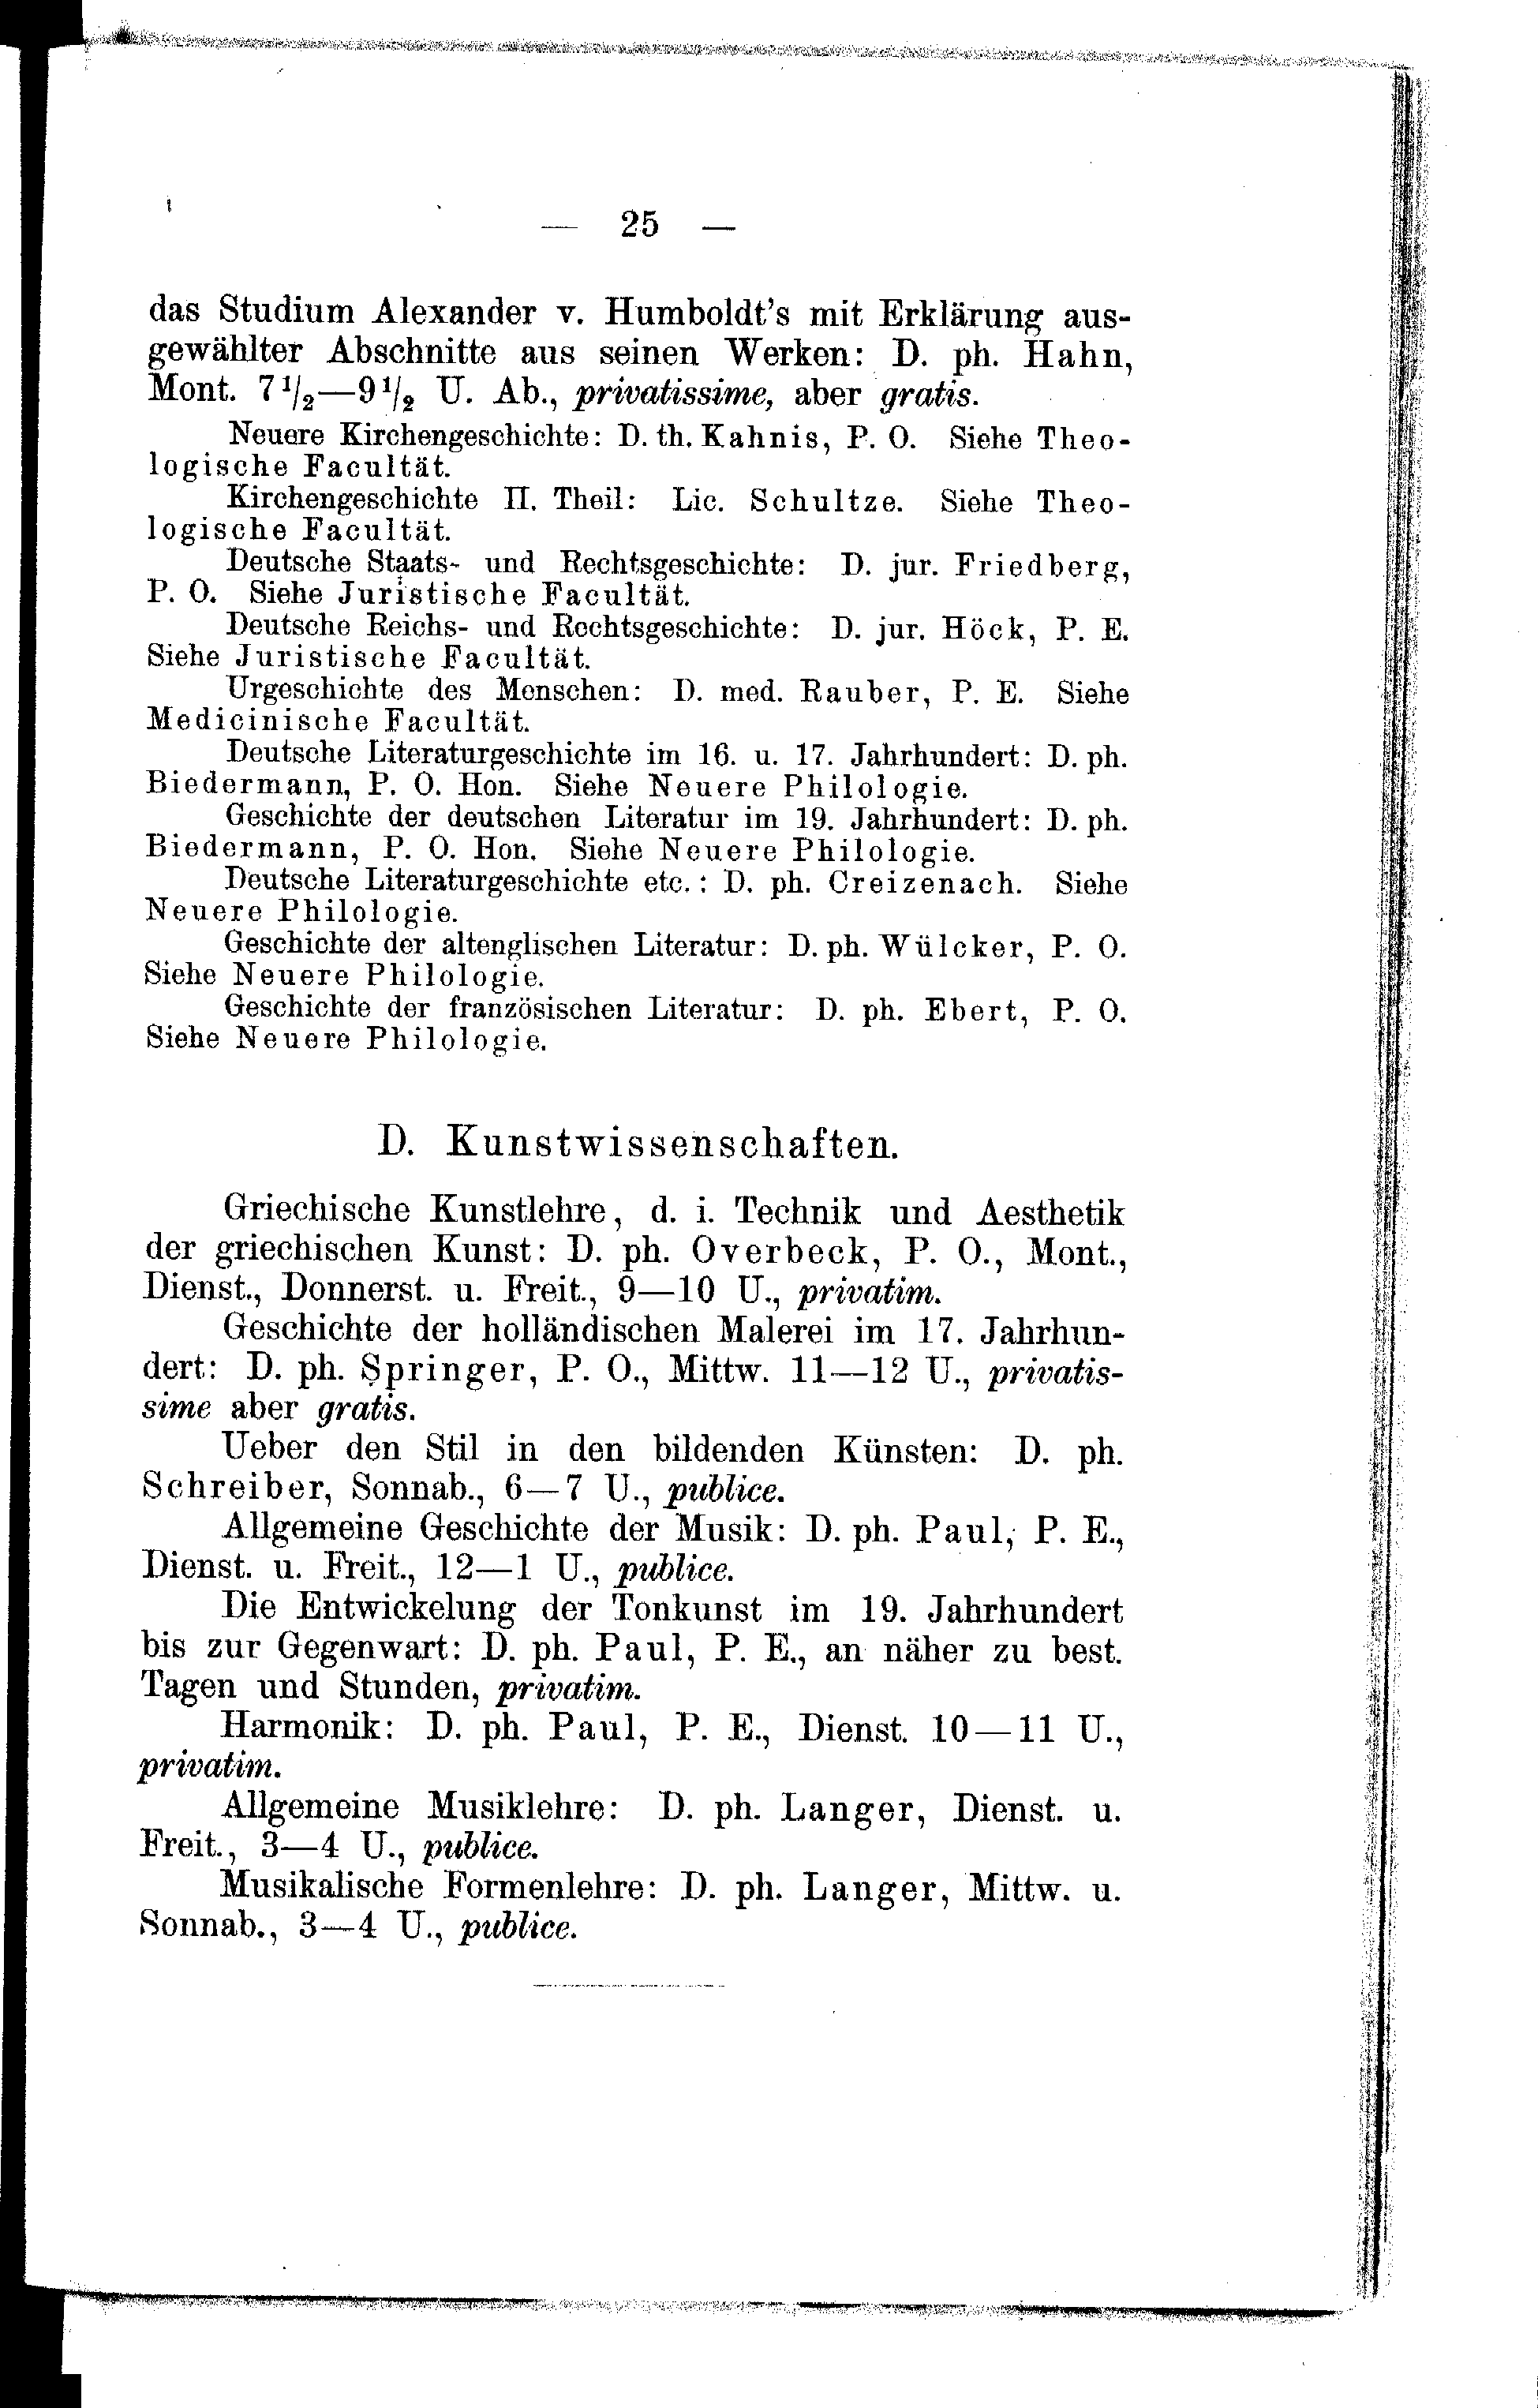 — 25 —
das Studium Alexander v. Humboldt's mit Erklärung aus-
gewählter Abschnitte aus seinen Werken: D. ph. Hahn,
Mont. 7 1/2—9 1/2 U. Ab., privatissime, aber gratis.
Neuere Kirchengeschichte: D. th. Kahnis, P. O. Siehe Theo-
logische Facultät.
Kirchengeschichte II. Theil: Lic. Schultze. Siehe Theo-
logische Facultät.
Deutsche Staats- und Rechtsgeschichte: D. jur. Friedberg,
P. O. Siehe Juristische Facultät.
Deutsche Reichs- und Rechtsgeschichte: D. jur. Höck, P. E.
Siehe Juristische Facultät.
Urgeschichte des Menschen: D. med. Rauber, P. E. Siehe
Medicinische Facultät.
Deutsche Literaturgeschichte im 16. u. 17. Jahrhundert: D. ph.
Biedermann, P. O. Hon. Siehe Neuere Philologie.
Geschichte der deutschen Literatur im 19. Jahrhundert: D. ph.
Biedermann, P. O. Hon. Siehe Neuere Philologie.
Deutsche Literaturgeschichte etc.: D. ph. Creizenach. Siehe
Neuere Philologie.
Geschichte der altenglischen Literatur: D. ph. Wülcker, P. O.
Siehe Neuere Philologie.
Geschichte der französischen Literatur: D. ph. Ebert, P. O.
Siehe Neuere Philologie.
D. Kunstwissenschaften.
Griechische Kunstlehre, d. i. Technik und Aesthetik
der griechischen Kunst: D. ph. Overbeck, P. O., Mont.,
Dienst., Donnerst. u. Freit., 9—10 U., privatim.
Geschichte der holländischen Malerei im 17. Jahrhun-
dert: D. ph. Springer, P. O., Mittw. 11—12 U., privatis-
sime aber gratis.
Ueber den Stil in den bildenden Künsten: D. ph.
Schreiber, Sonnab., 6—7 U., publice.
Allgemeine Geschichte der Musik: D. ph. Paul, P. E.,
Dienst. u. Freit., 12—1 U., publice.
Die Entwickelung der Tonkunst im 19. Jahrhundert
bis zur Gegenwart: D. ph. Paul, P. E., an näher zu best.
Tagen und Stunden, privatim.
Harmonik: D. ph. Paul, P. E., Dienst. 10—11 U.,
privatim.
Allgemeine Musiklehre: D. ph. Langer, Dienst. u.
Freit., 3—4 U., publice.
Musikalische Formenlehre: D. ph. Langer, Mittw. u.
Sonnab., 3—4 U., publice.